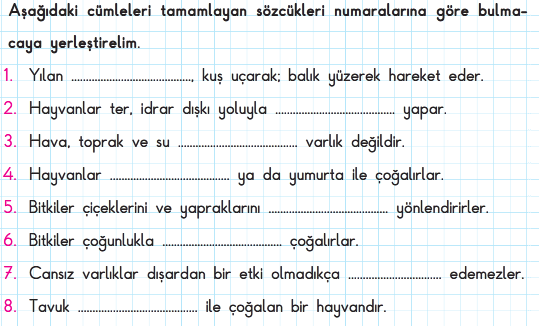 Aşağıdaki cümleleri tamamlayan sözcükleri numaralarına göre bulma-
caya yerleştirelim.
1. Yılan ........................................, kuş uçarak; balık yüzerek hareket eder.
2. Hayvanlar ter, idrar dışkı yoluyla ........................................ yapar.
3. Hava, toprak ve su ........................................ varlık değildir.
4. Hayvanlar ........................................ ya da yumurta ile çoğalırlar.
5. Bitkiler çiçeklerini ve yapraklarını ........................................ yönlendirirler.
6. Bitkiler çoğunlukla ........................................ çoğalırlar.
7. Cansız varlıklar dışardan bir etki olmadıkça ................................ edemezler.
8. Tavuk ........................................ ile çoğalan bir hayvandır.